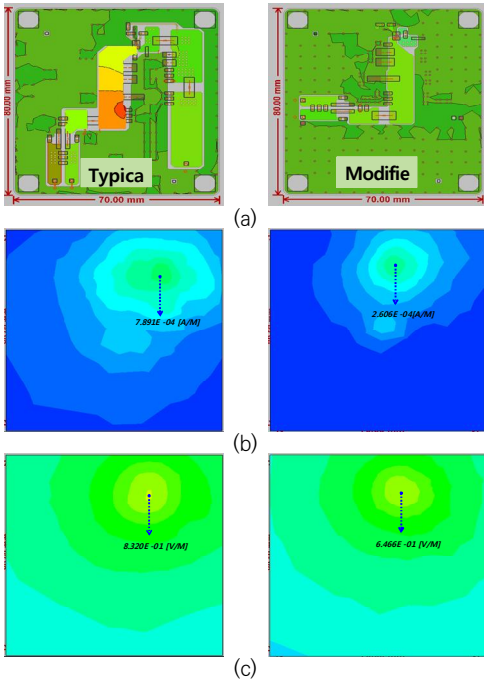 80.00 mm
Typica
70.00 mm
80.00 mm
Modifie
70.00 mm
(a)
7.891E -04 [A/M]
2.606E -04[A/M]
(b)
8.320E -01 [V/M]
6.466E -01 [V/M]
(c)